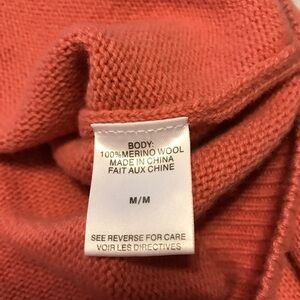 BODY:
100%MERINO WOOL
MADE IN CHINA
FAIT AUX CHINE
M/M
SEE REVERSE FOR CARE
VOIR LES DIRECTIVES